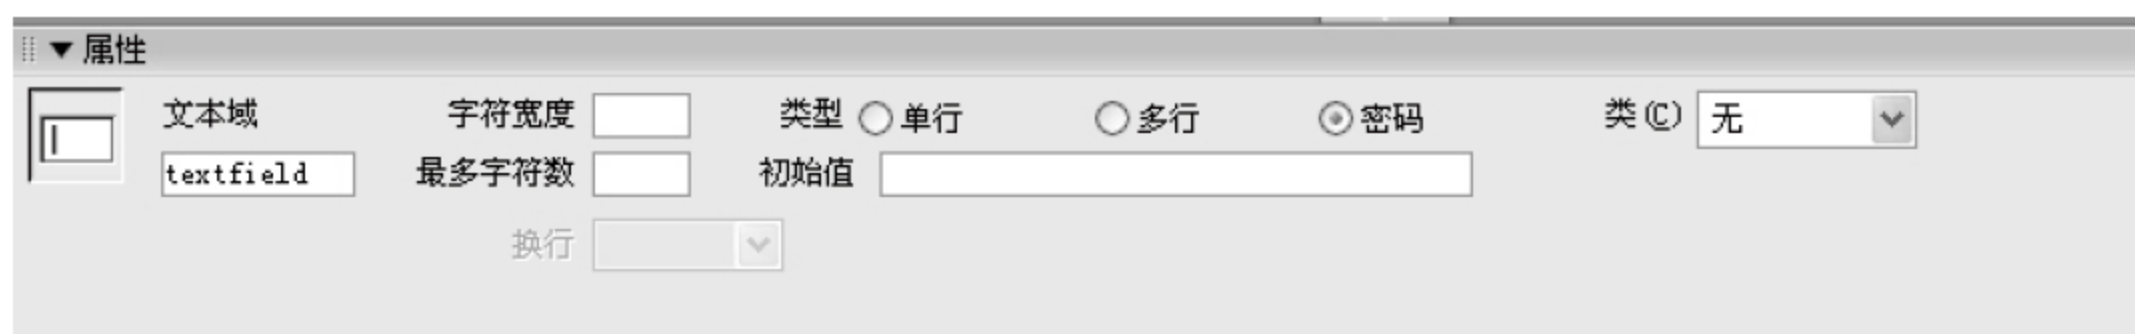 属性
文本域 字符宽度 类型 单行 多行 密码 类(C) 无
textfield 最多字符数 初始值
换行